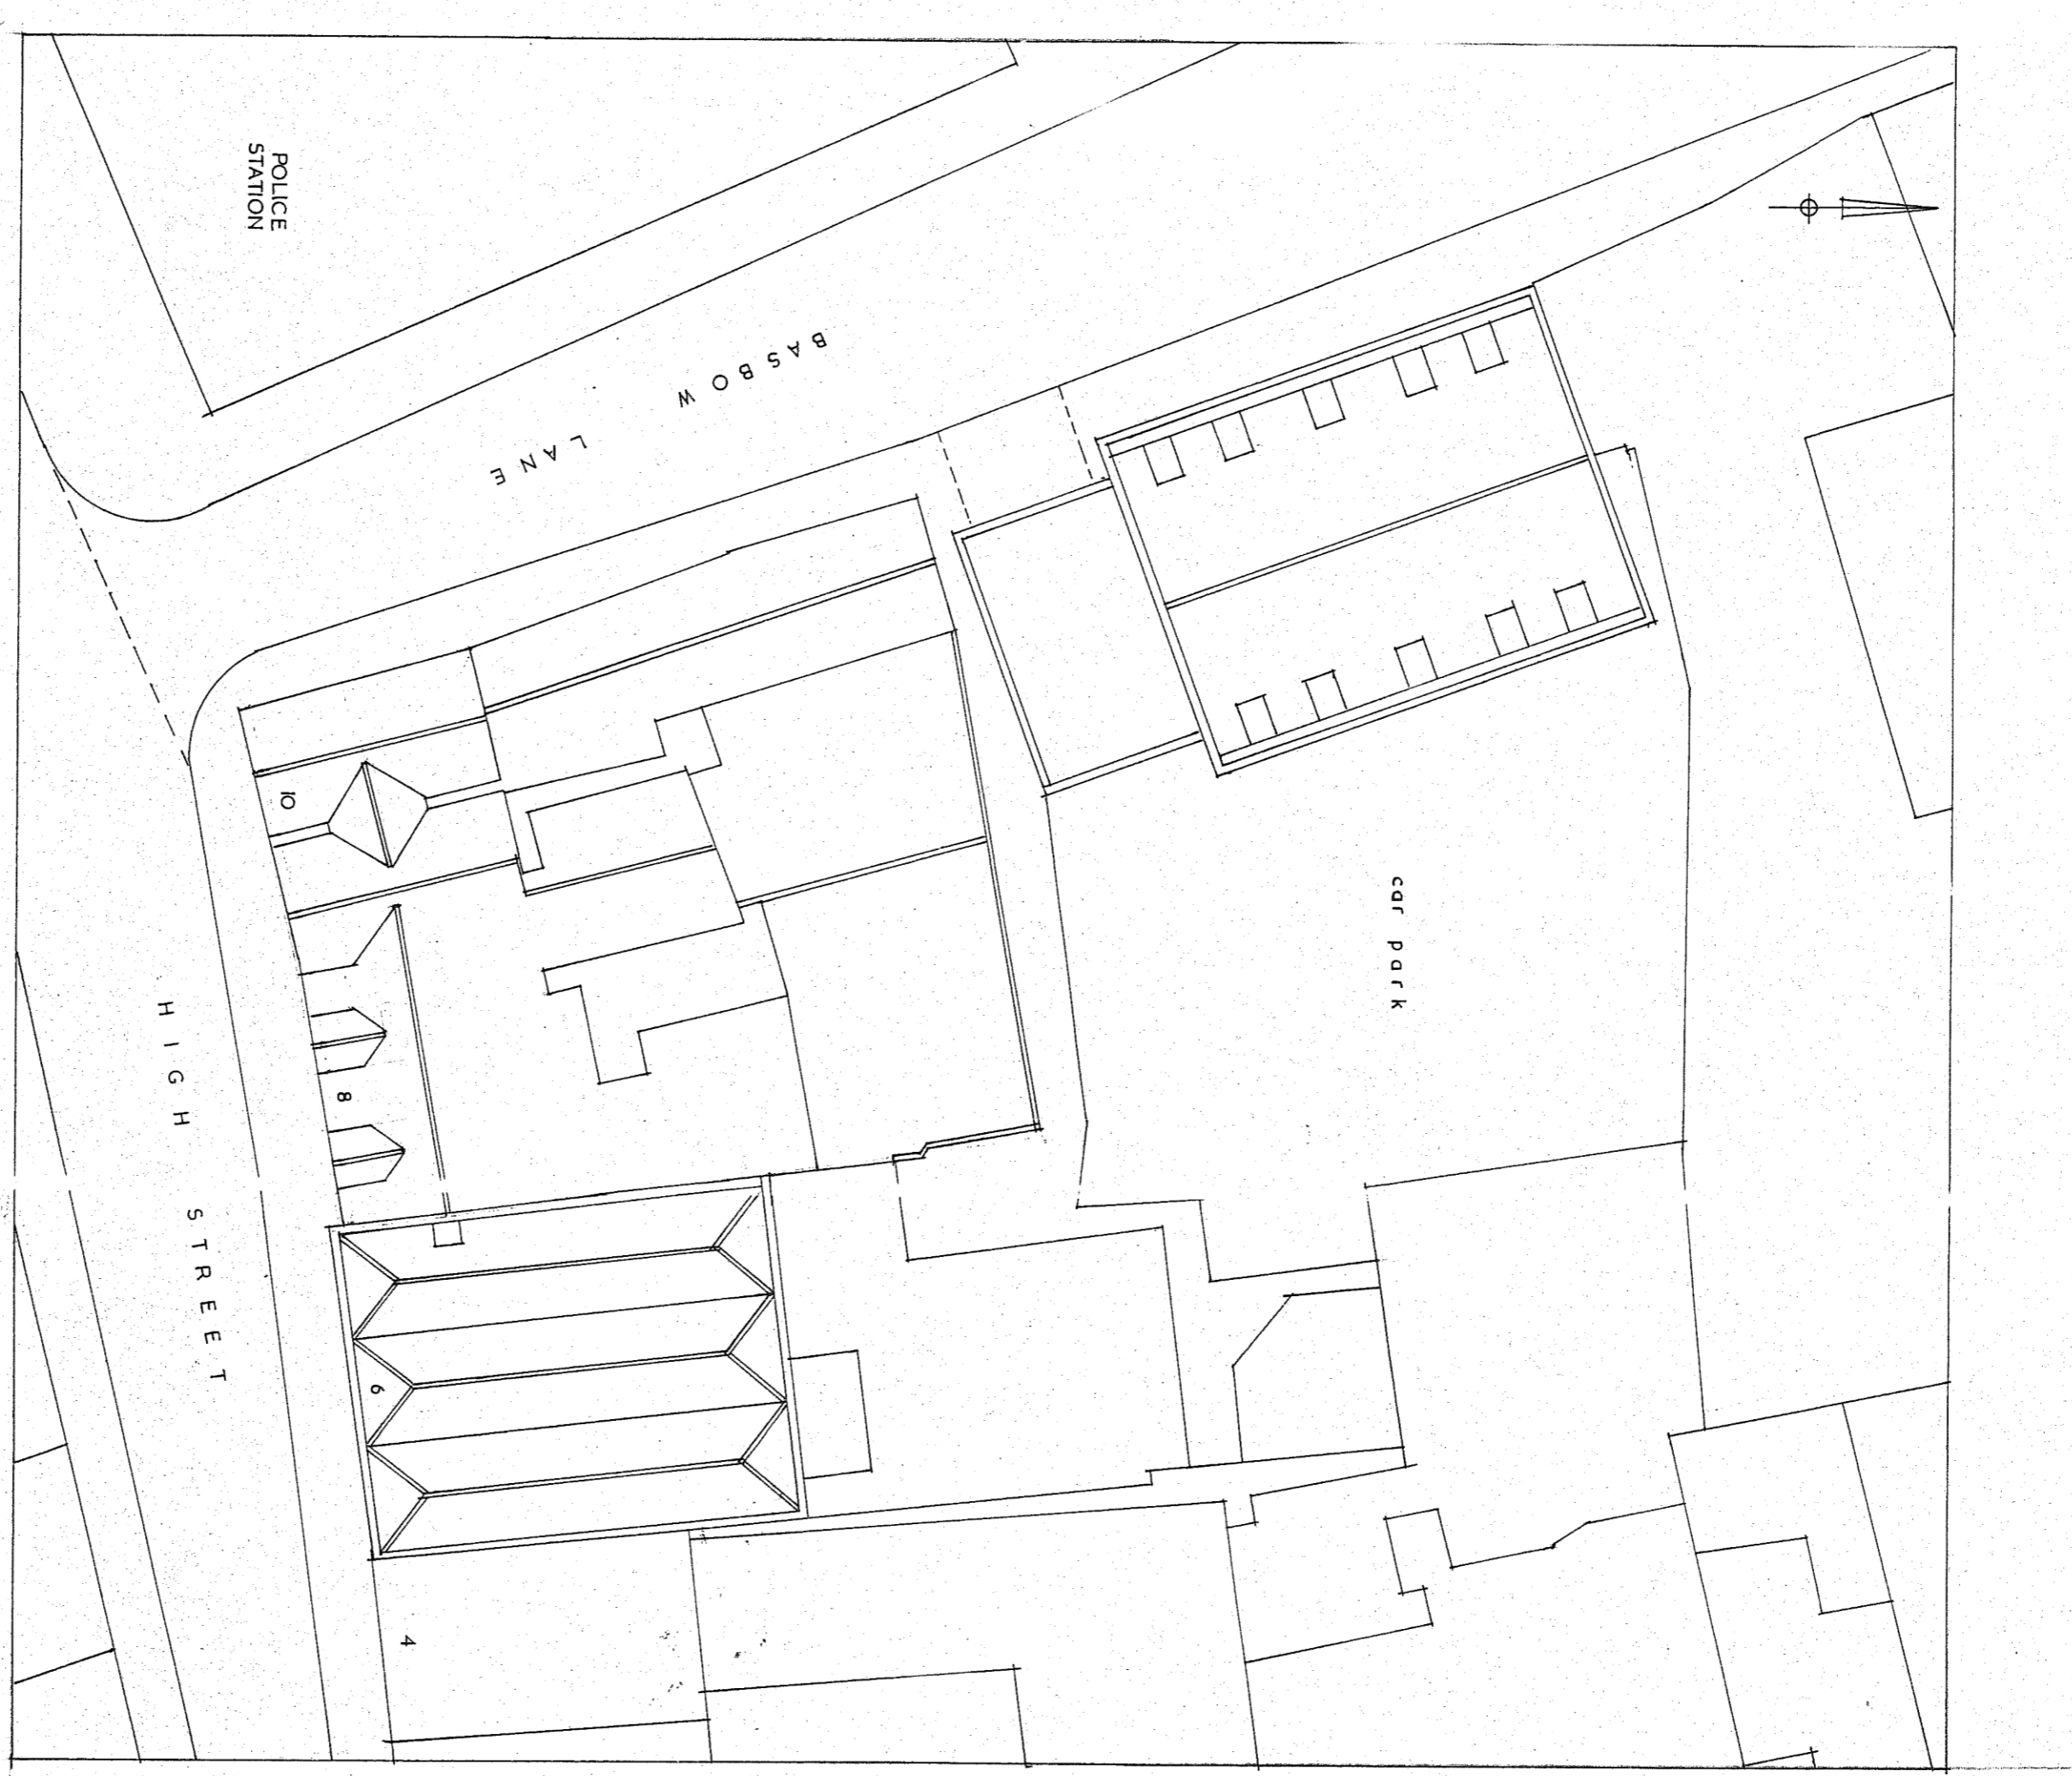 POLICE
STATION
BASBOW LANE
10
8
car park
HIGH STREET
6
4